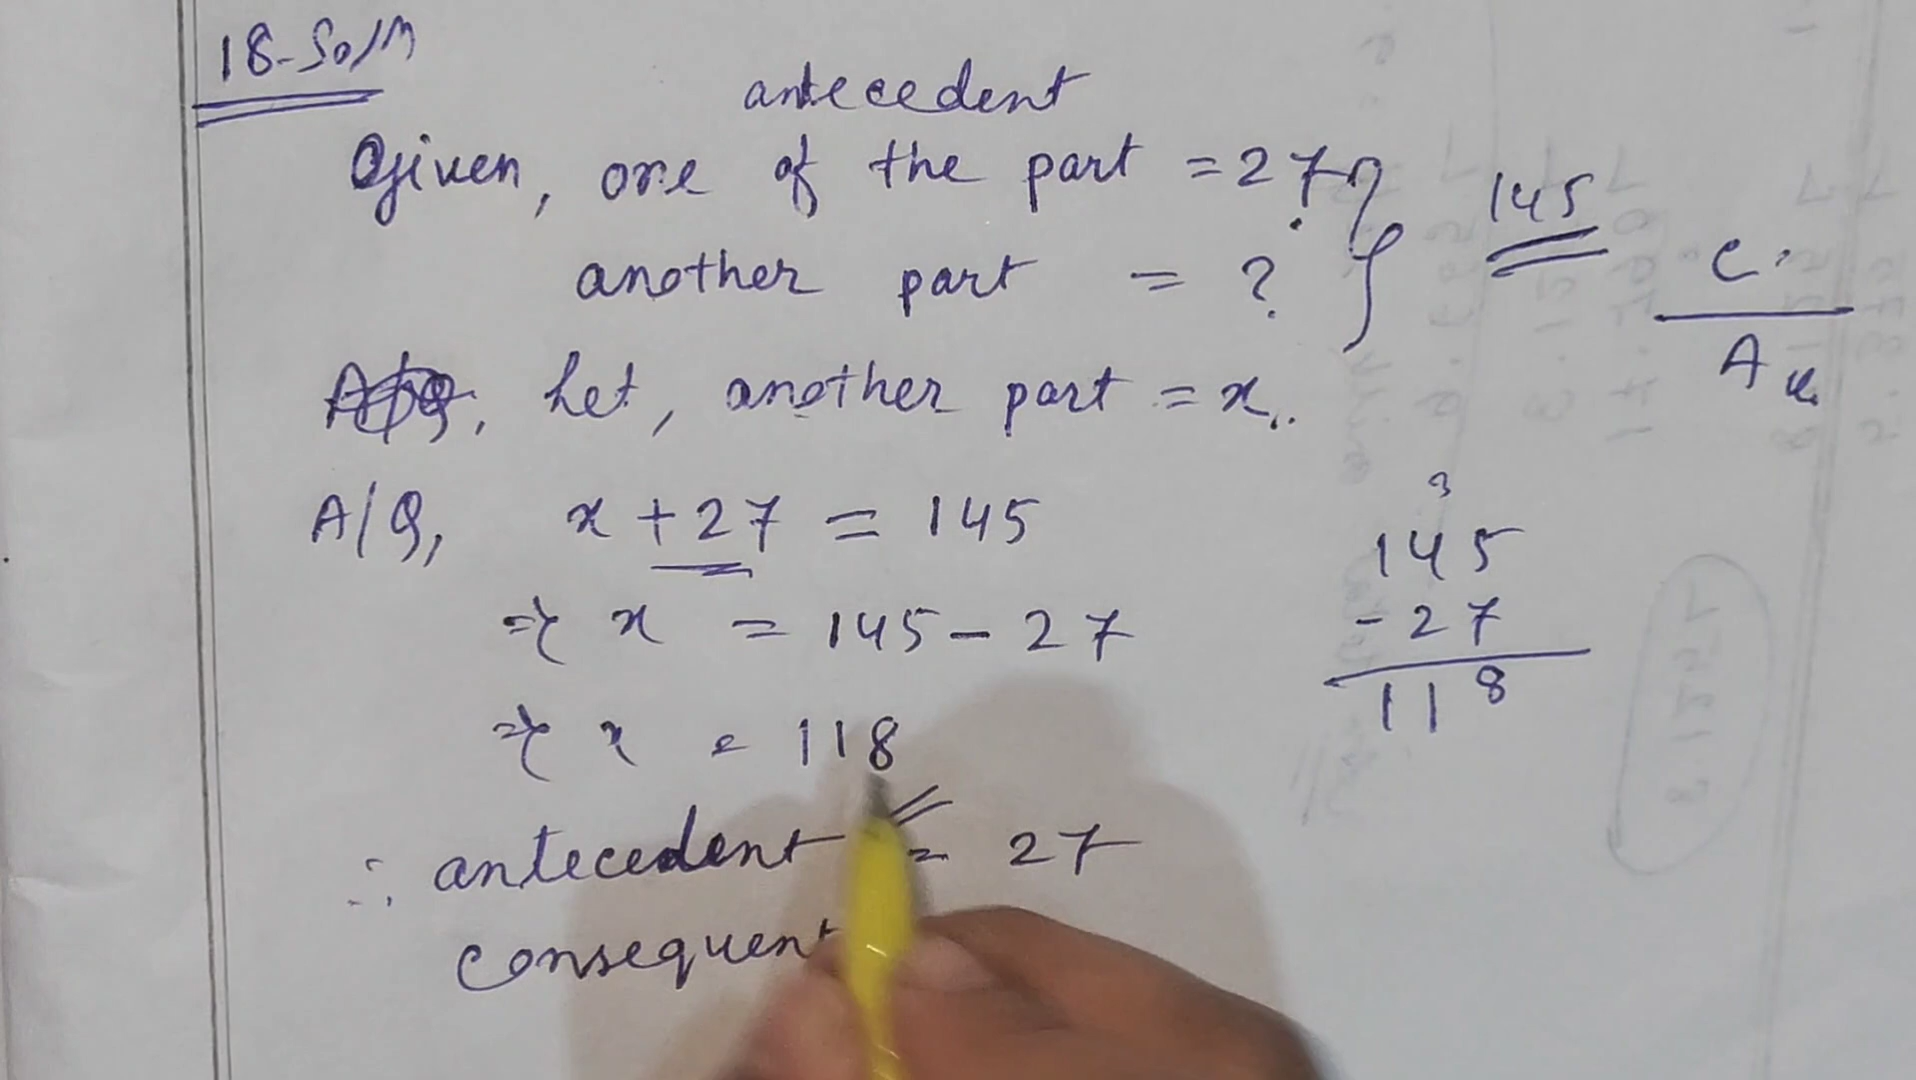 18-Soln
antecedent
Given, one of the part = 27
another part = ?
145
C.
A
Let, another part = x.
A/Q, x + 27 = 145
⇒ x = 145 - 27
⇒ x = 118
3
145
- 27
118
∴ antecedent = 27
consequent